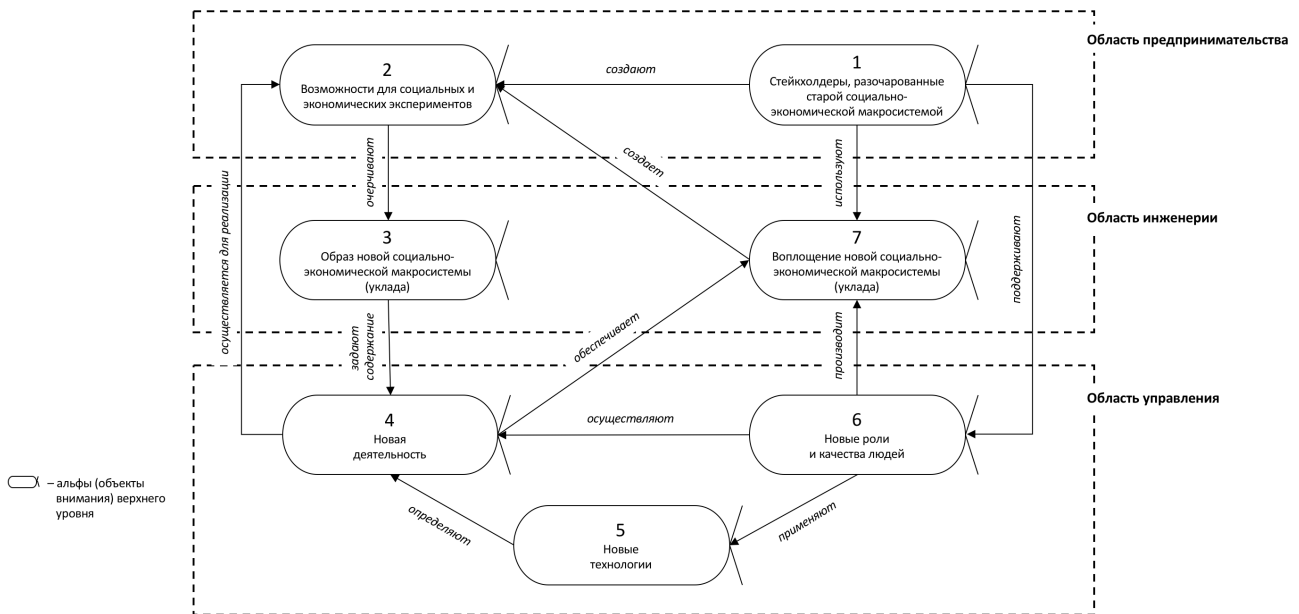 Область предпринимательства
2
Возможности для социальных и
экономических экспериментов
создают
1
Стейкхолдеры, разочарованные
старой социально-
экономической макросистемой
очерчивают
создает
используют
осуществляется для реализации
поддерживают
Область инженерии
3
Образ новой социально-
экономической макросистемы
(уклада)
7
Воплощение новой социально-
экономической макросистемы
(уклада)
задают
содержание
обеспечивает
производит
Область управления
4
Новая
деятельность
осуществляют
6
Новые роли
и качества людей
определяют
5
Новые
технологии
применяют
– альфы (объекты
внимания) верхнего
уровня